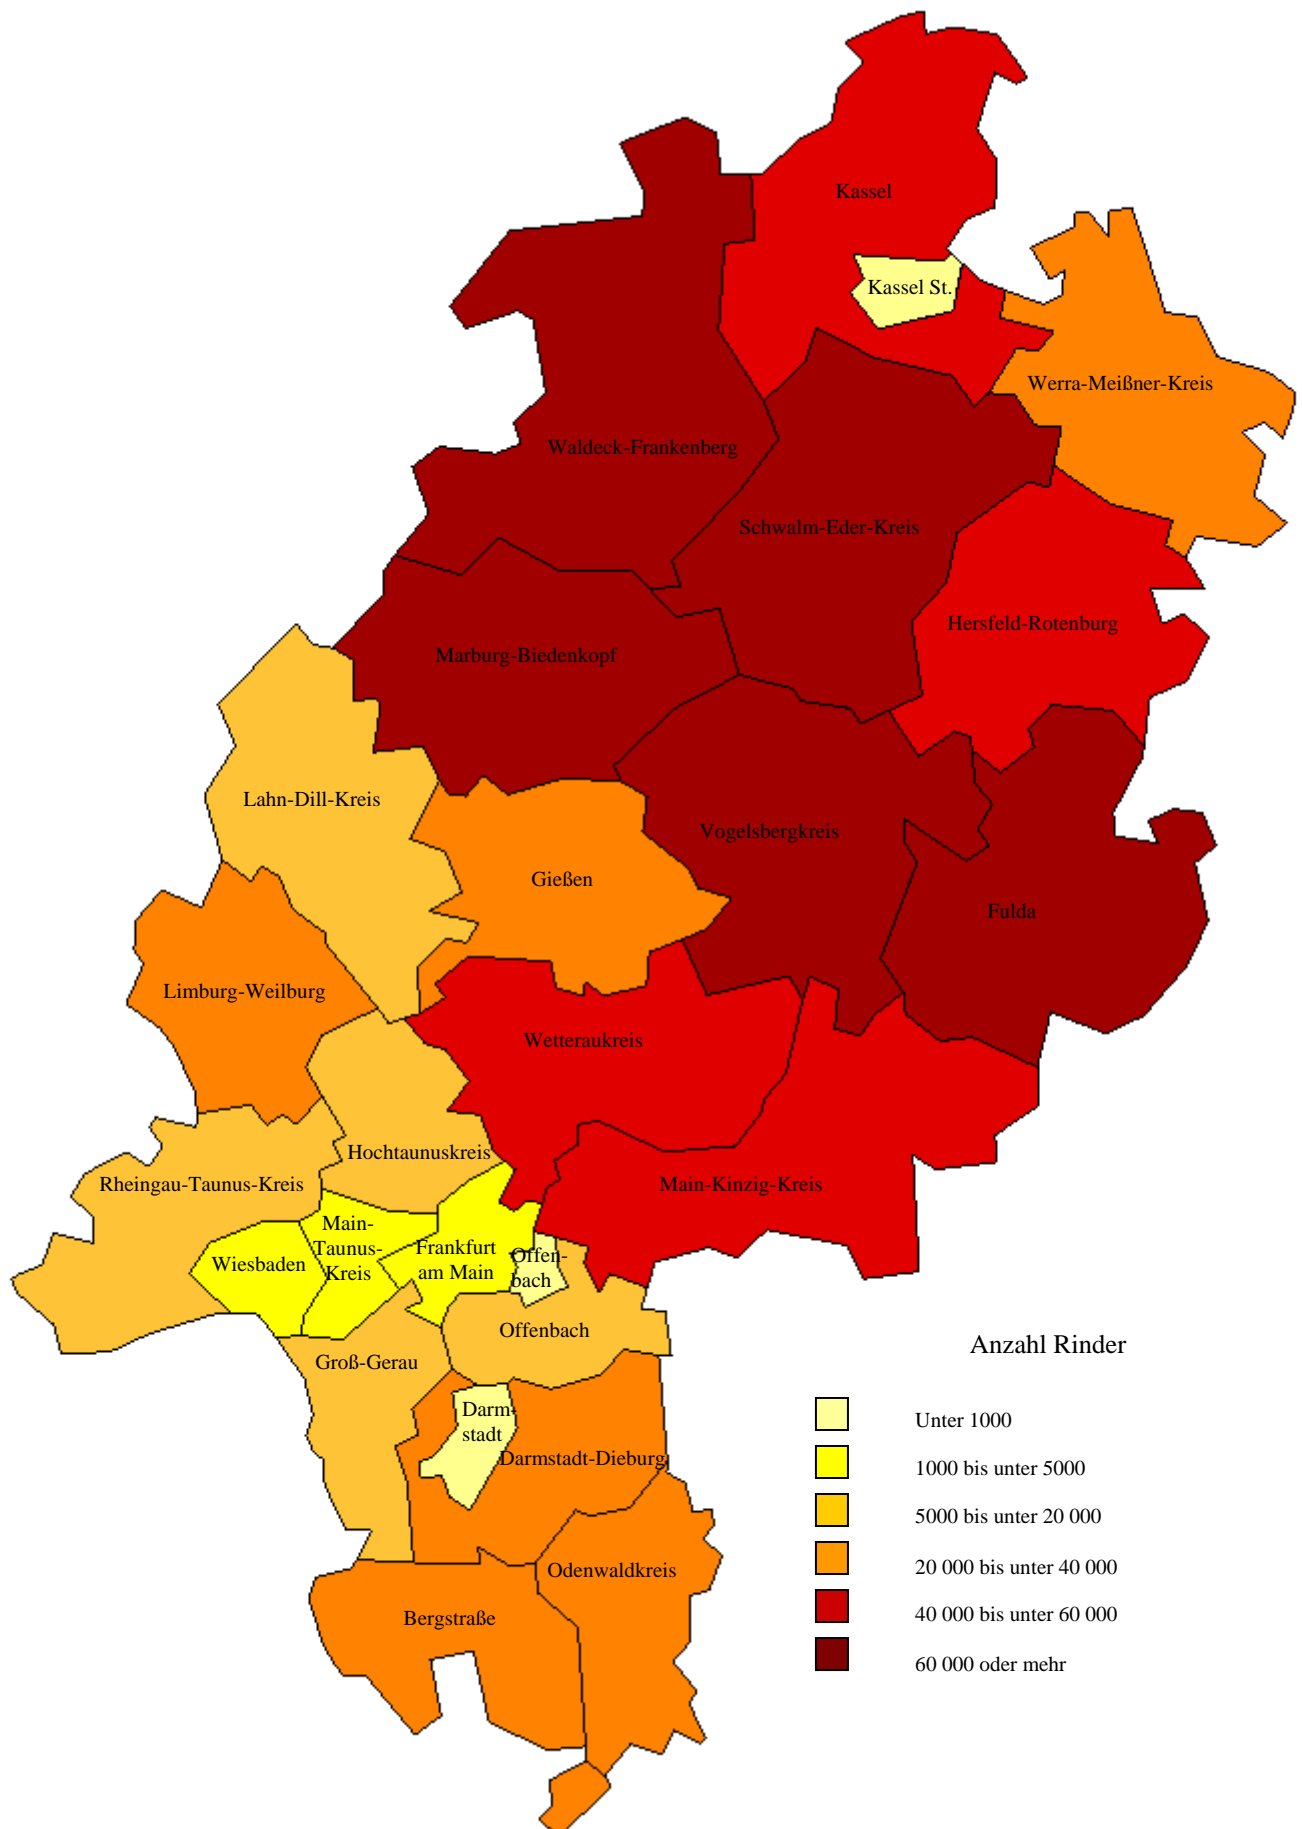 Kassel
Kassel St.
Werra-Meißner-Kreis
Waldeck-Frankenberg
Schwalm-Eder-Kreis
Hersfeld-Rotenburg
Marburg-Biedenkopf
Lahn-Dill-Kreis
Vogelsbergkreis
Gießen
Fulda
Limburg-Weilburg
Wetteraukreis
Hochtaunuskreis
Rheingau-Taunus-Kreis
Main-Kinzig-Kreis
Main-
Taunus-
Kreis
Wiesbaden
Frankfurt
am Main
Offen-
bach
Offenbach
Groß-Gerau
Darm-
stadt
Darmstadt-Dieburg
Odenwaldkreis
Bergstraße
Anzahl Rinder
Unter 1000
1000 bis unter 5000
5000 bis unter 20 000
20 000 bis unter 40 000
40 000 bis unter 60 000
60 000 oder mehr